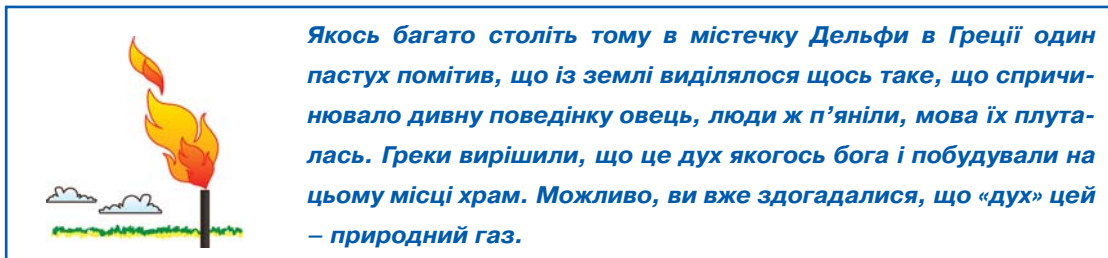 Якось багато століть тому в містечку Дельфи в Греції один
пастух помітив, що із землі виділялося щось таке, що спричи-
нювало дивну поведінку овець, люди ж п’яніли, мова їх плута-
лась. Греки вирішили, що це дух якогось бога і побудували на
цьому місці храм. Можливо, ви вже здогадалися, що «дух» цей
– природний газ.